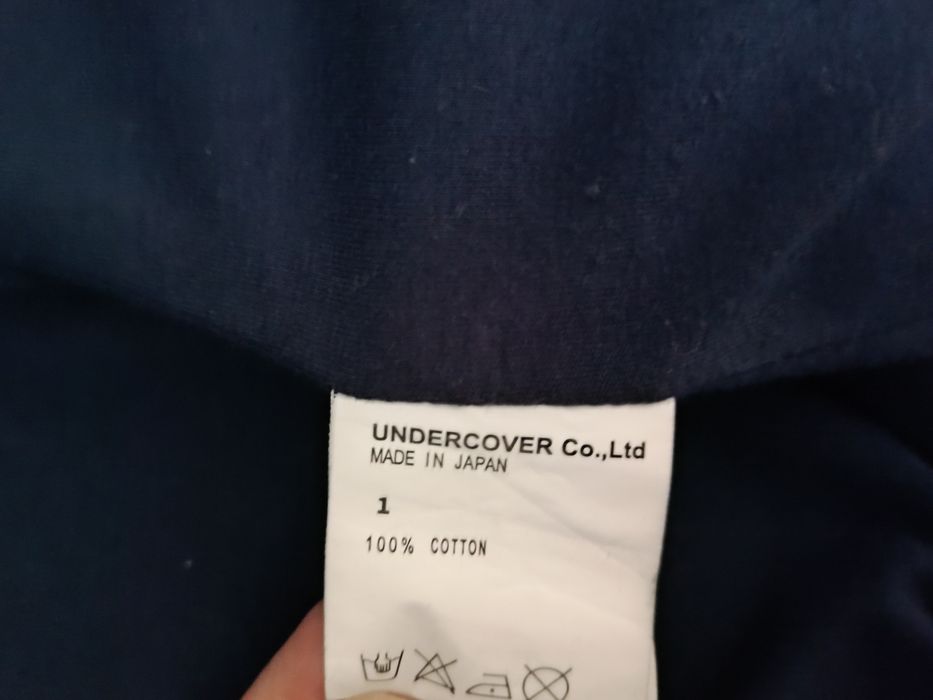 UNDERCOVER Co.,Ltd
MADE IN JAPAN
1
100% COTTON